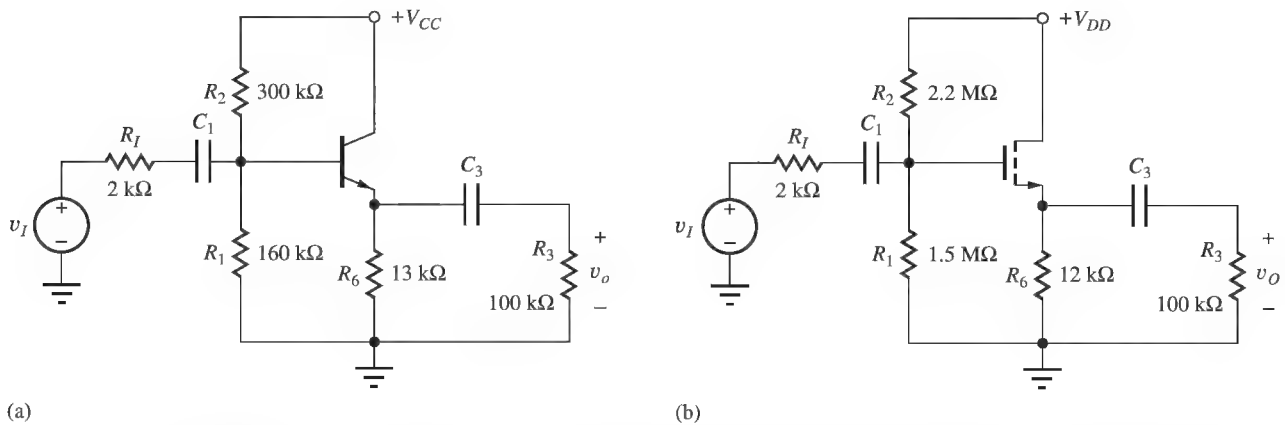 +V_CC
R_2 300 kΩ
C_1
R_I
2 kΩ
C_3
v_I
+
−
R_1 160 kΩ
R_6 13 kΩ
R_3
100 kΩ
+
v_o
−
(a)
+V_DD
R_2 2.2 MΩ
C_1
R_I
2 kΩ
C_3
v_I
+
−
R_1 1.5 MΩ
R_6 12 kΩ
R_3
100 kΩ
+
v_O
−
(b)